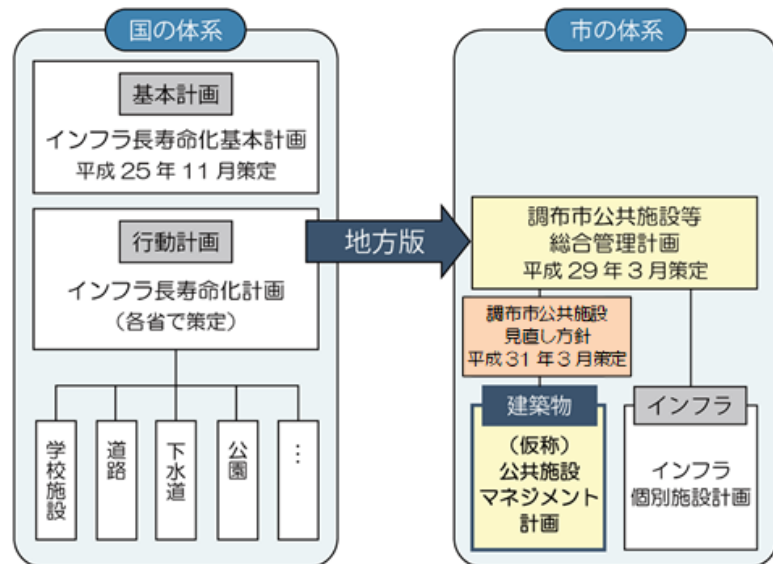 国の体系
基本計画
インフラ長寿命化基本計画
平成25年11月策定
行動計画
インフラ長寿命化計画
（各省で策定）
学校施設
道路
下水道
公園
…
地方版
市の体系
調布市公共施設等
総合管理計画
平成29年3月策定
調布市公共施設
見直し方針
平成31年3月策定
建築物
（仮称）
公共施設
マネジメント
計画
インフラ
インフラ
個別施設計画